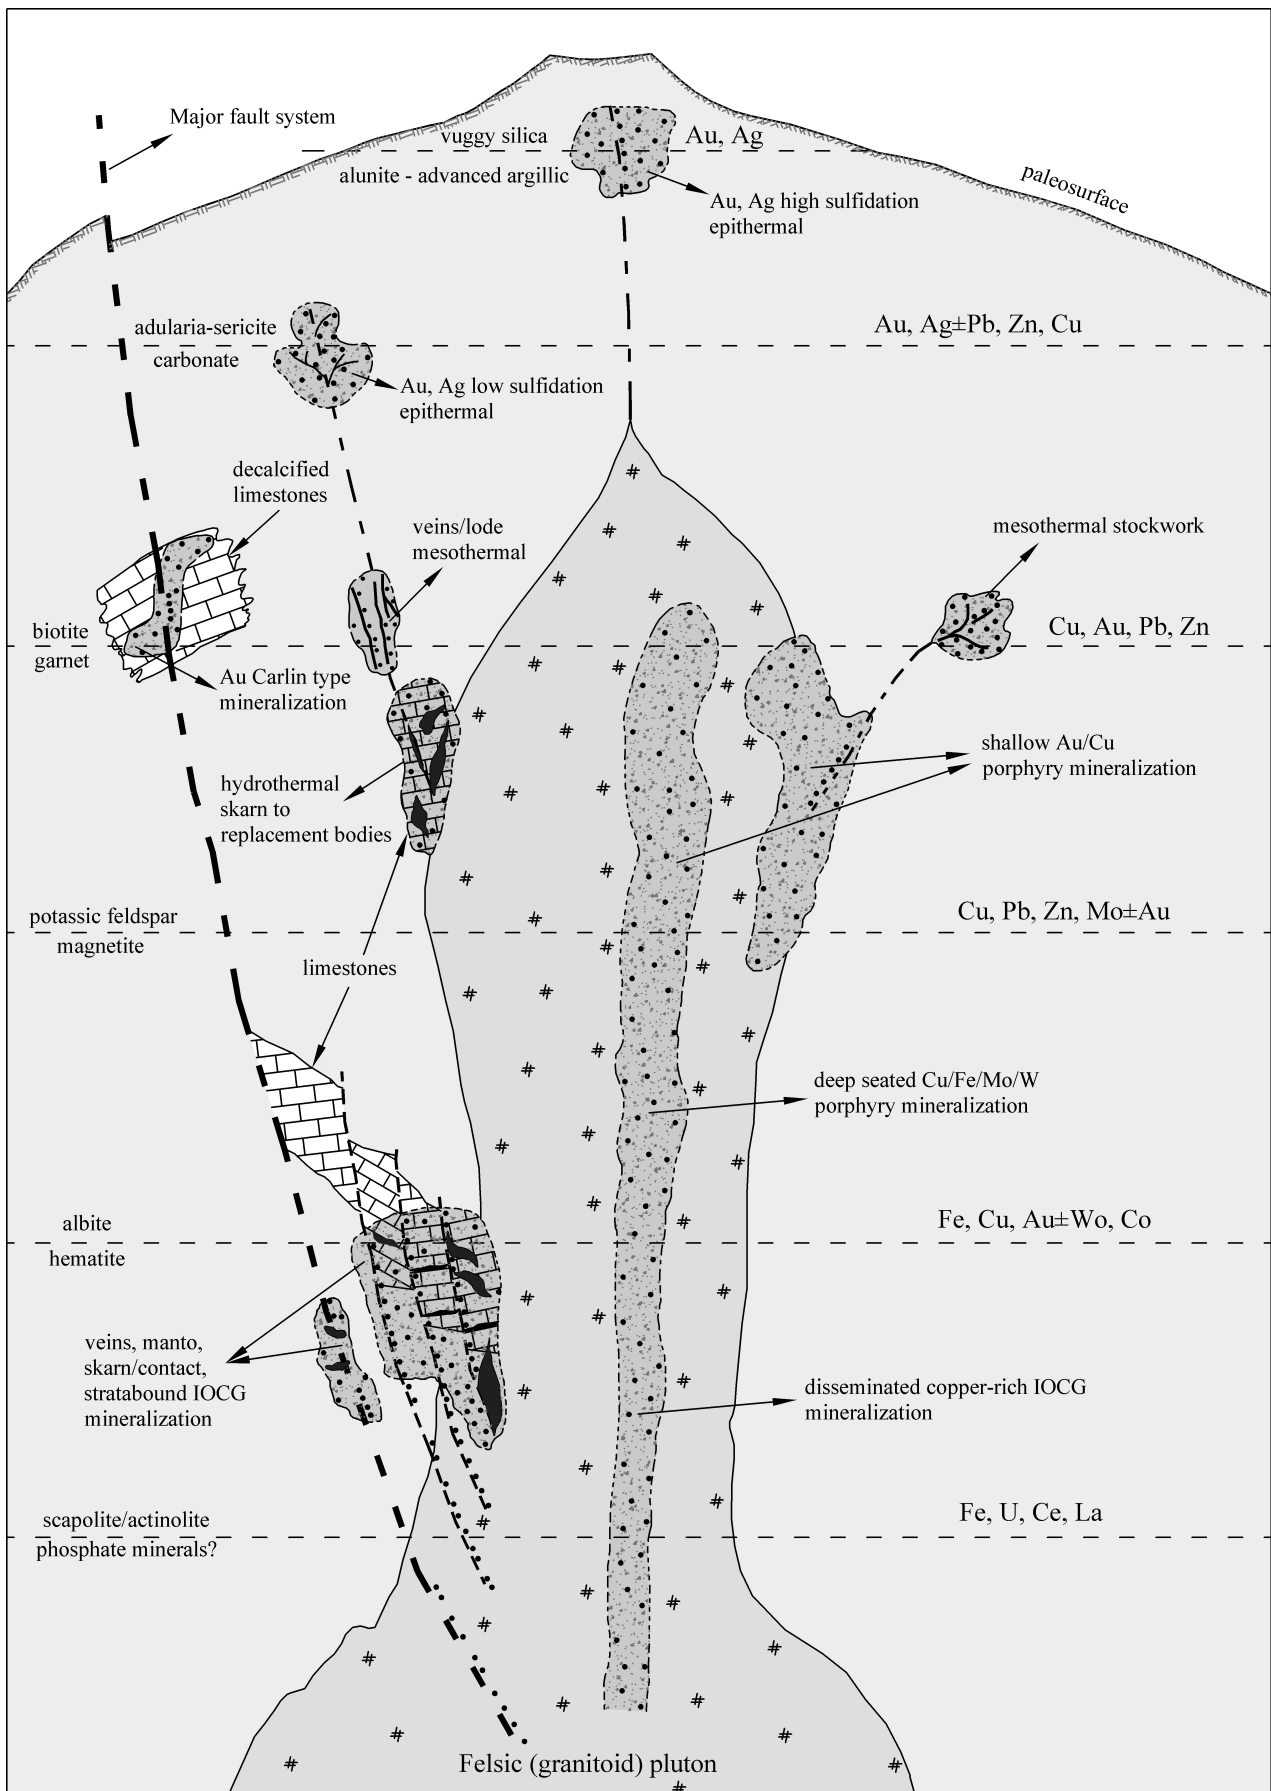 Major fault system
vuggy silica
Au, Ag
alunite - advanced argillic
Au, Ag high sulfidation
epithermal
paleosurface
adularia-sericite
carbonate
Au, Ag±Pb, Zn, Cu
Au, Ag low sulfidation
epithermal
decalcified
limestones
veins/lode
mesothermal
mesothermal stockwork
biotite
garnet
Cu, Au, Pb, Zn
Au Carlin type
mineralization
shallow Au/Cu
porphyry mineralization
hydrothermal
skarn to
replacement bodies
potassic feldspar
magnetite
Cu, Pb, Zn, Mo±Au
limestones
deep seated Cu/Fe/Mo/W
porphyry mineralization
albite
hematite
Fe, Cu, Au±Wo, Co
veins, manto,
skarn/contact,
stratabound IOCG
mineralization
disseminated copper-rich IOCG
mineralization
scapolite/actinolite
phosphate minerals?
Fe, U, Ce, La
Felsic (granitoid) pluton